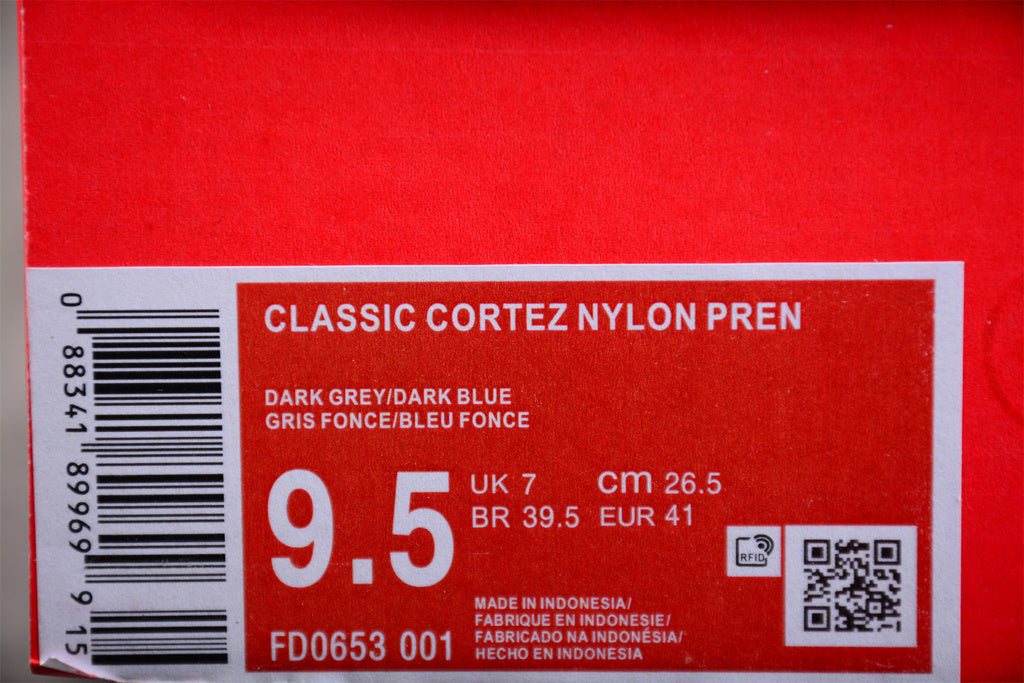 CLASSIC CORTEZ NYLON PREN
DARK GREY/DARK BLUE
GRIS FONCE/BLEU FONCE
9.5
UK 7 cm 26.5
BR 39.5 EUR 41
RFID
FD0653 001
MADE IN INDONESIA/
FABRIQUE EN INDONESIE/
FABRICADO NA INDONÉSIA/
HECHO EN INDONESIA
0 88341 89969 9 15